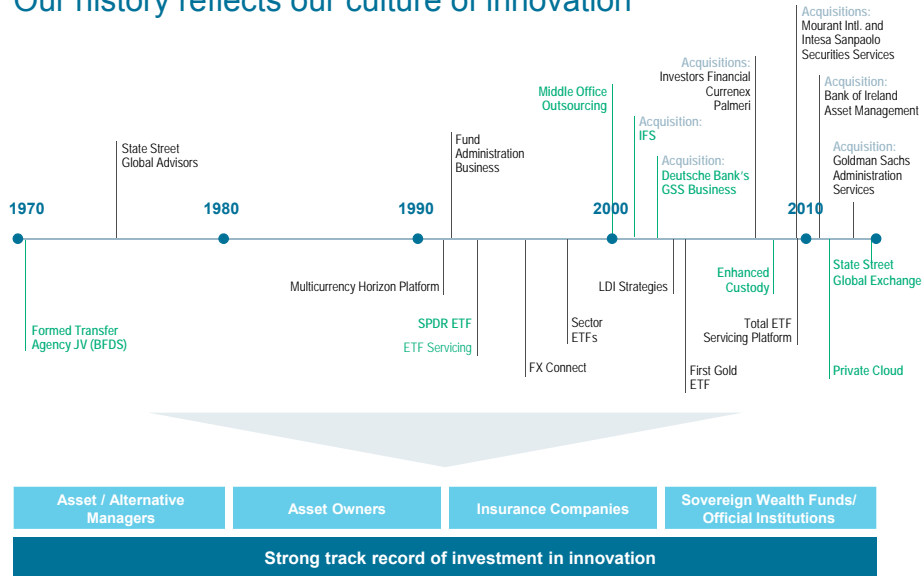 Our history reflects our culture of innovation
Acquisitions:
Mourant Intl. and
Intesa Sanpaolo
Securities Services
Acquisitions:
Investors Financial
Currenex
Palmeri
Acquisition:
Bank of Ireland
Asset Management
Middle Office
Outsourcing
Acquisition:
IFS
State Street
Global Advisors
Fund
Administration
Business
Acquisition:
Deutsche Bank's
GSS Business
Acquisition:
Goldman Sachs
Administration
Services
1970
1980
1990
2000
2010
Multicurrency Horizon Platform
LDI Strategies
Enhanced
Custody
State Street
Global Exchange
Formed Transfer
Agency JV (BFDS)
SPDR ETF
ETF Servicing
Sector
ETFs
Total ETF
Servicing Platform
FX Connect
First Gold
ETF
Private Cloud
Asset / Alternative
Managers
Asset Owners
Insurance Companies
Sovereign Wealth Funds/
Official Institutions
Strong track record of investment in innovation